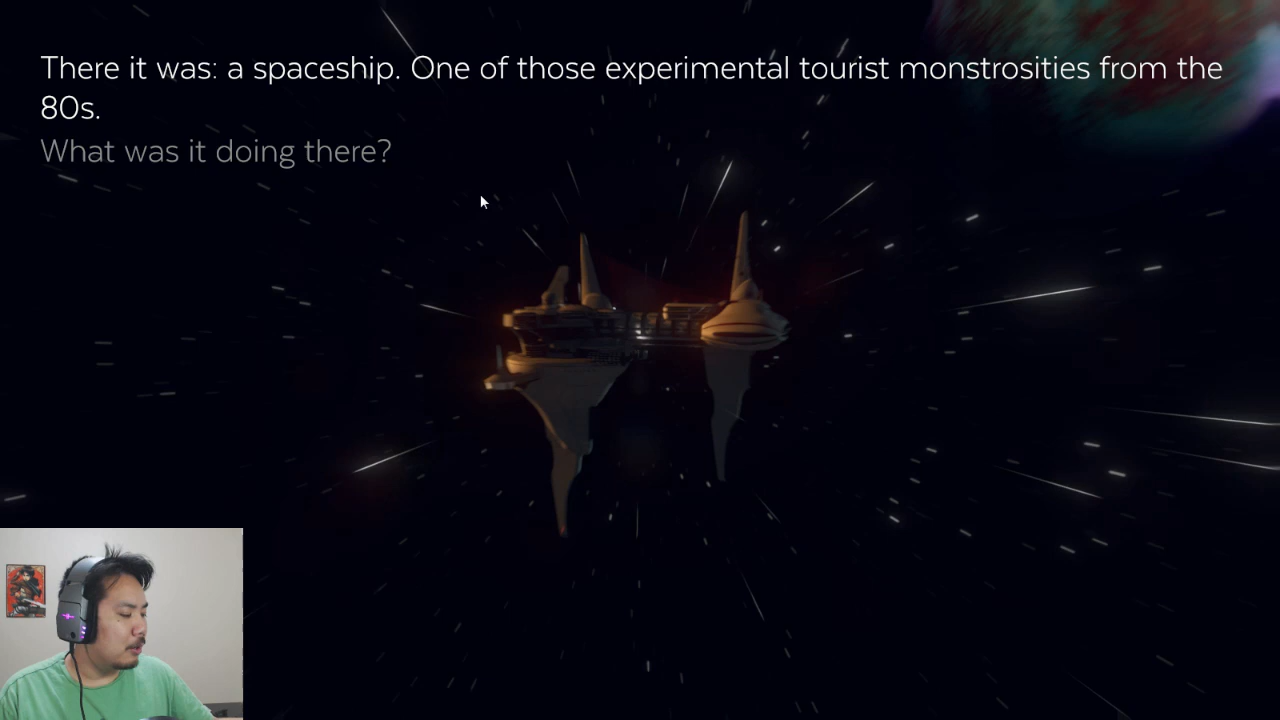 There it was: a spaceship. One of those experimental tourist monstrosities from the
80s.
What was it doing there?